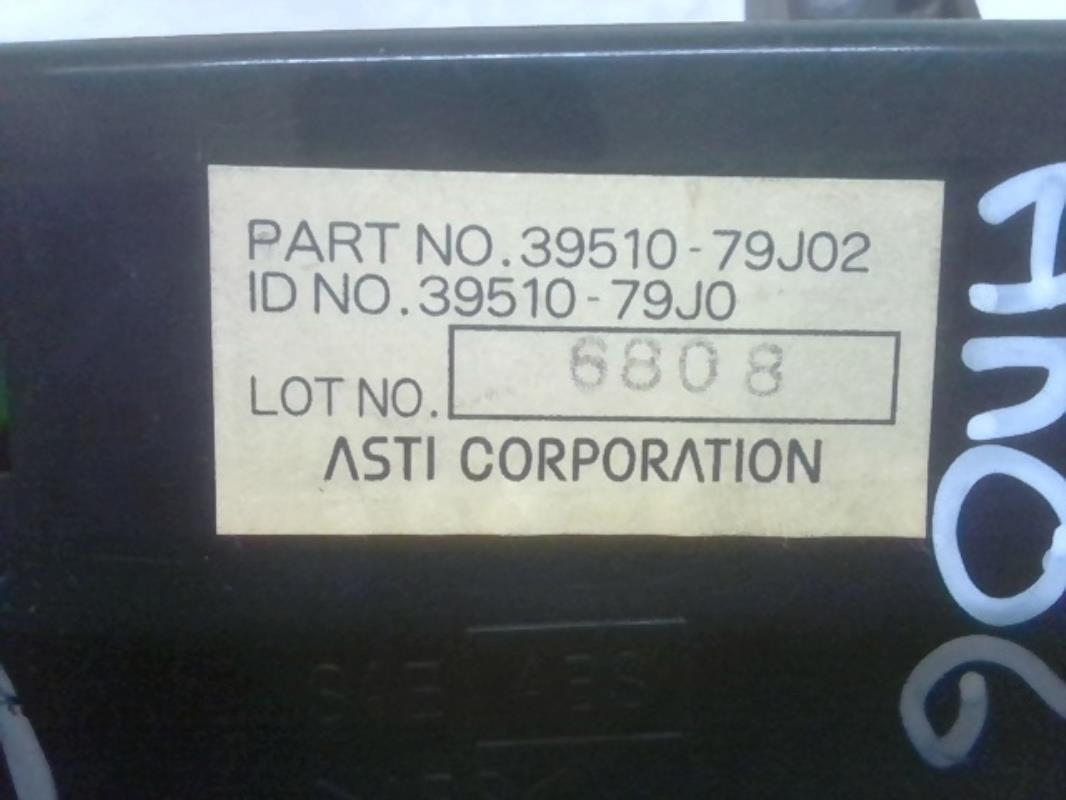 PART NO.39510-79J02
ID NO.39510-79J0
LOT NO. 6808
ASTI CORPORATION